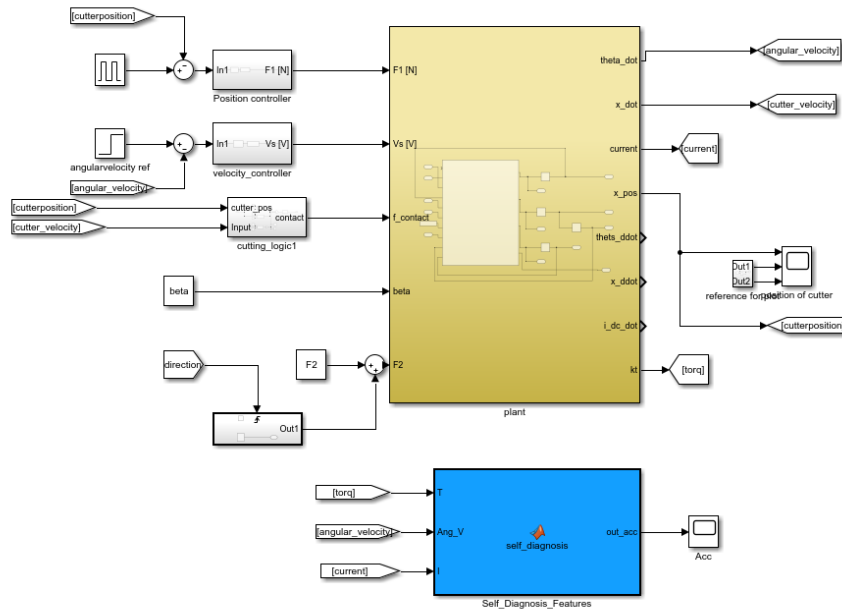 [cutterposition]
In1
F1 [N]
Position controller
angularvelocity ref
In1
Vs [V]
velocity_controller
[angular_velocity]
[cutterposition]
[cutter_velocity]
cutter_pos
Input
contact
cutting_logic1
beta
direction
F2
Out1
F1 [N]
Vs [V]
f_contact
beta
F2
theta_dot
x_dot
current
x_pos
thets_ddot
x_ddot
i_dc_dot
kt
plant
[angular_velocity]
[cutter_velocity]
[current]
Out1
Out2
reference for plot
position of cutter
[cutterposition
[torq]
[torq]
[angular_velocity]
[current]
T
Ang_V
I
self_diagnosis
out_acc
Self_Diagnosis_Features
Acc